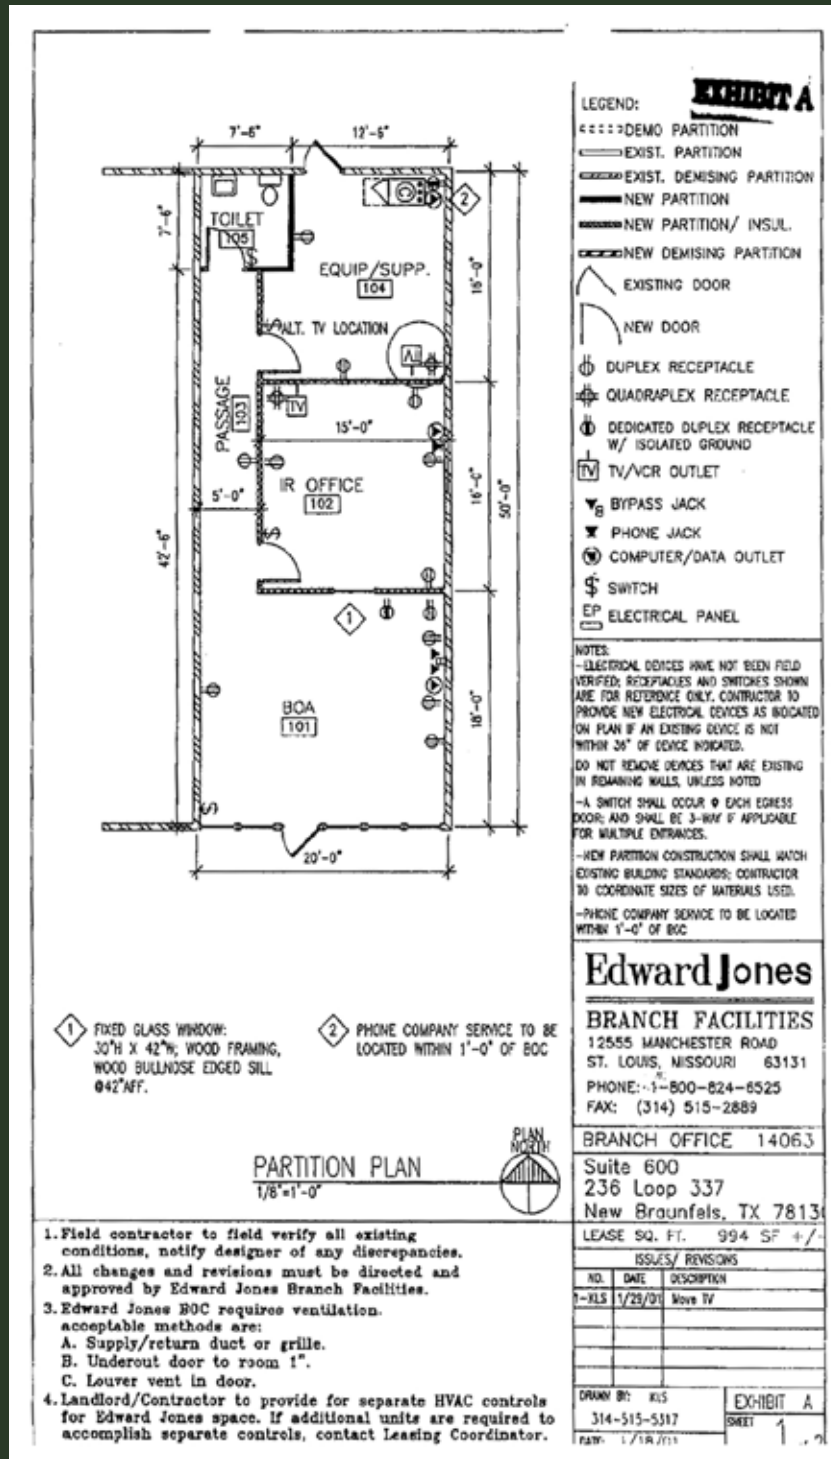 EXHIBIT A
LEGEND:
DEMO PARTITION
EXIST. PARTITION
EXIST. DEMISING PARTITION
NEW PARTITION
NEW PARTITION/ INSUL.
NEW DEMISING PARTITION
EXISTING DOOR
NEW DOOR
DUPLEX RECEPTACLE
QUADRAPLEX RECEPTACLE
DEDICATED DUPLEX RECEPTACLE
W/ ISOLATED GROUND
TV TV/VCR OUTLET
B BYPASS JACK
PHONE JACK
COMPUTER/DATA OUTLET
$ SWITCH
EP ELECTRICAL PANEL
7'-6" 12'-6"
2
TOILET
105
$
7'-6"
EQUIP/SUPP.
104
16'-0"
$
ALT. TV LOCATION
TV
PASSAGE
103
TV
15'-0"
IR OFFICE
102
5'-0"
16'-0"
50'-0"
42'-6"
$
1
BOA
101
18'-0"
$
20'-0"
NOTES:
-ELECTRICAL DEVICES HAVE NOT BEEN FIELD
VERIFIED; RECEPTACLES AND SWITCHES SHOWN
ARE FOR REFERENCE ONLY. CONTRACTOR TO
PROVIDE NEW ELECTRICAL DEVICES AS INDICATED
ON PLAN IF AN EXISTING DEVICE IS NOT
WITHIN 36" OF DEVICE INDICATED.
DO NOT REMOVE DEVICES THAT ARE EXISTING
IN REMAINING WALLS, UNLESS NOTED
-A SWITCH SHALL OCCUR @ EACH EGRESS
DOOR; AND SHALL BE 3-WAY IF APPLICABLE
FOR MULTIPLE ENTRANCES.
-NEW PARTITION CONSTRUCTION SHALL MATCH
EXISTING BUILDING STANDARDS; CONTRACTOR
TO COORDINATE SIZES OF MATERIALS USED.
-PHONE COMPANY SERVICE TO BE LOCATED
WITHIN 1'-0" OF BOC
1 FIXED GLASS WINDOW:
30"H X 42"W; WOOD FRAMING,
WOOD BULLNOSE EDGED SILL
@42"AFF.
2 PHONE COMPANY SERVICE TO BE
LOCATED WITHIN 1'-0" OF BOC
PARTITION PLAN
1/8"=1'-0"
PLAN
NORTH
Edward Jones
BRANCH FACILITIES
12555 MANCHESTER ROAD
ST. LOUIS, MISSOURI 63131
PHONE: 1-800-824-6525
FAX: (314) 515-2889
BRANCH OFFICE 14063
Suite 600
236 Loop 337
New Braunfels, TX 7813
LEASE SQ. FT. 994 SF +/-
ISSUES/ REVISIONS
NO. DATE DESCRIPTION
1-KLS 1/29/01 Move TV
DRAWN BY: KLS
314-515-5317
DATE: 1/18/01
EXHIBIT A
SHEET
1
1. Field contractor to field verify all existing
conditions, notify designer of any discrepancies.
2. All changes and revisions must be directed and
approved by Edward Jones Branch Facilities.
3. Edward Jones BOC requires ventilation.
acceptable methods are:
A. Supply/return duct or grille.
B. Undercut door to room 1".
C. Louver vent in door.
4. Landlord/Contractor to provide for separate HVAC controls
for Edward Jones space. If additional units are required to
accomplish separate controls, contact Leasing Coordinator.